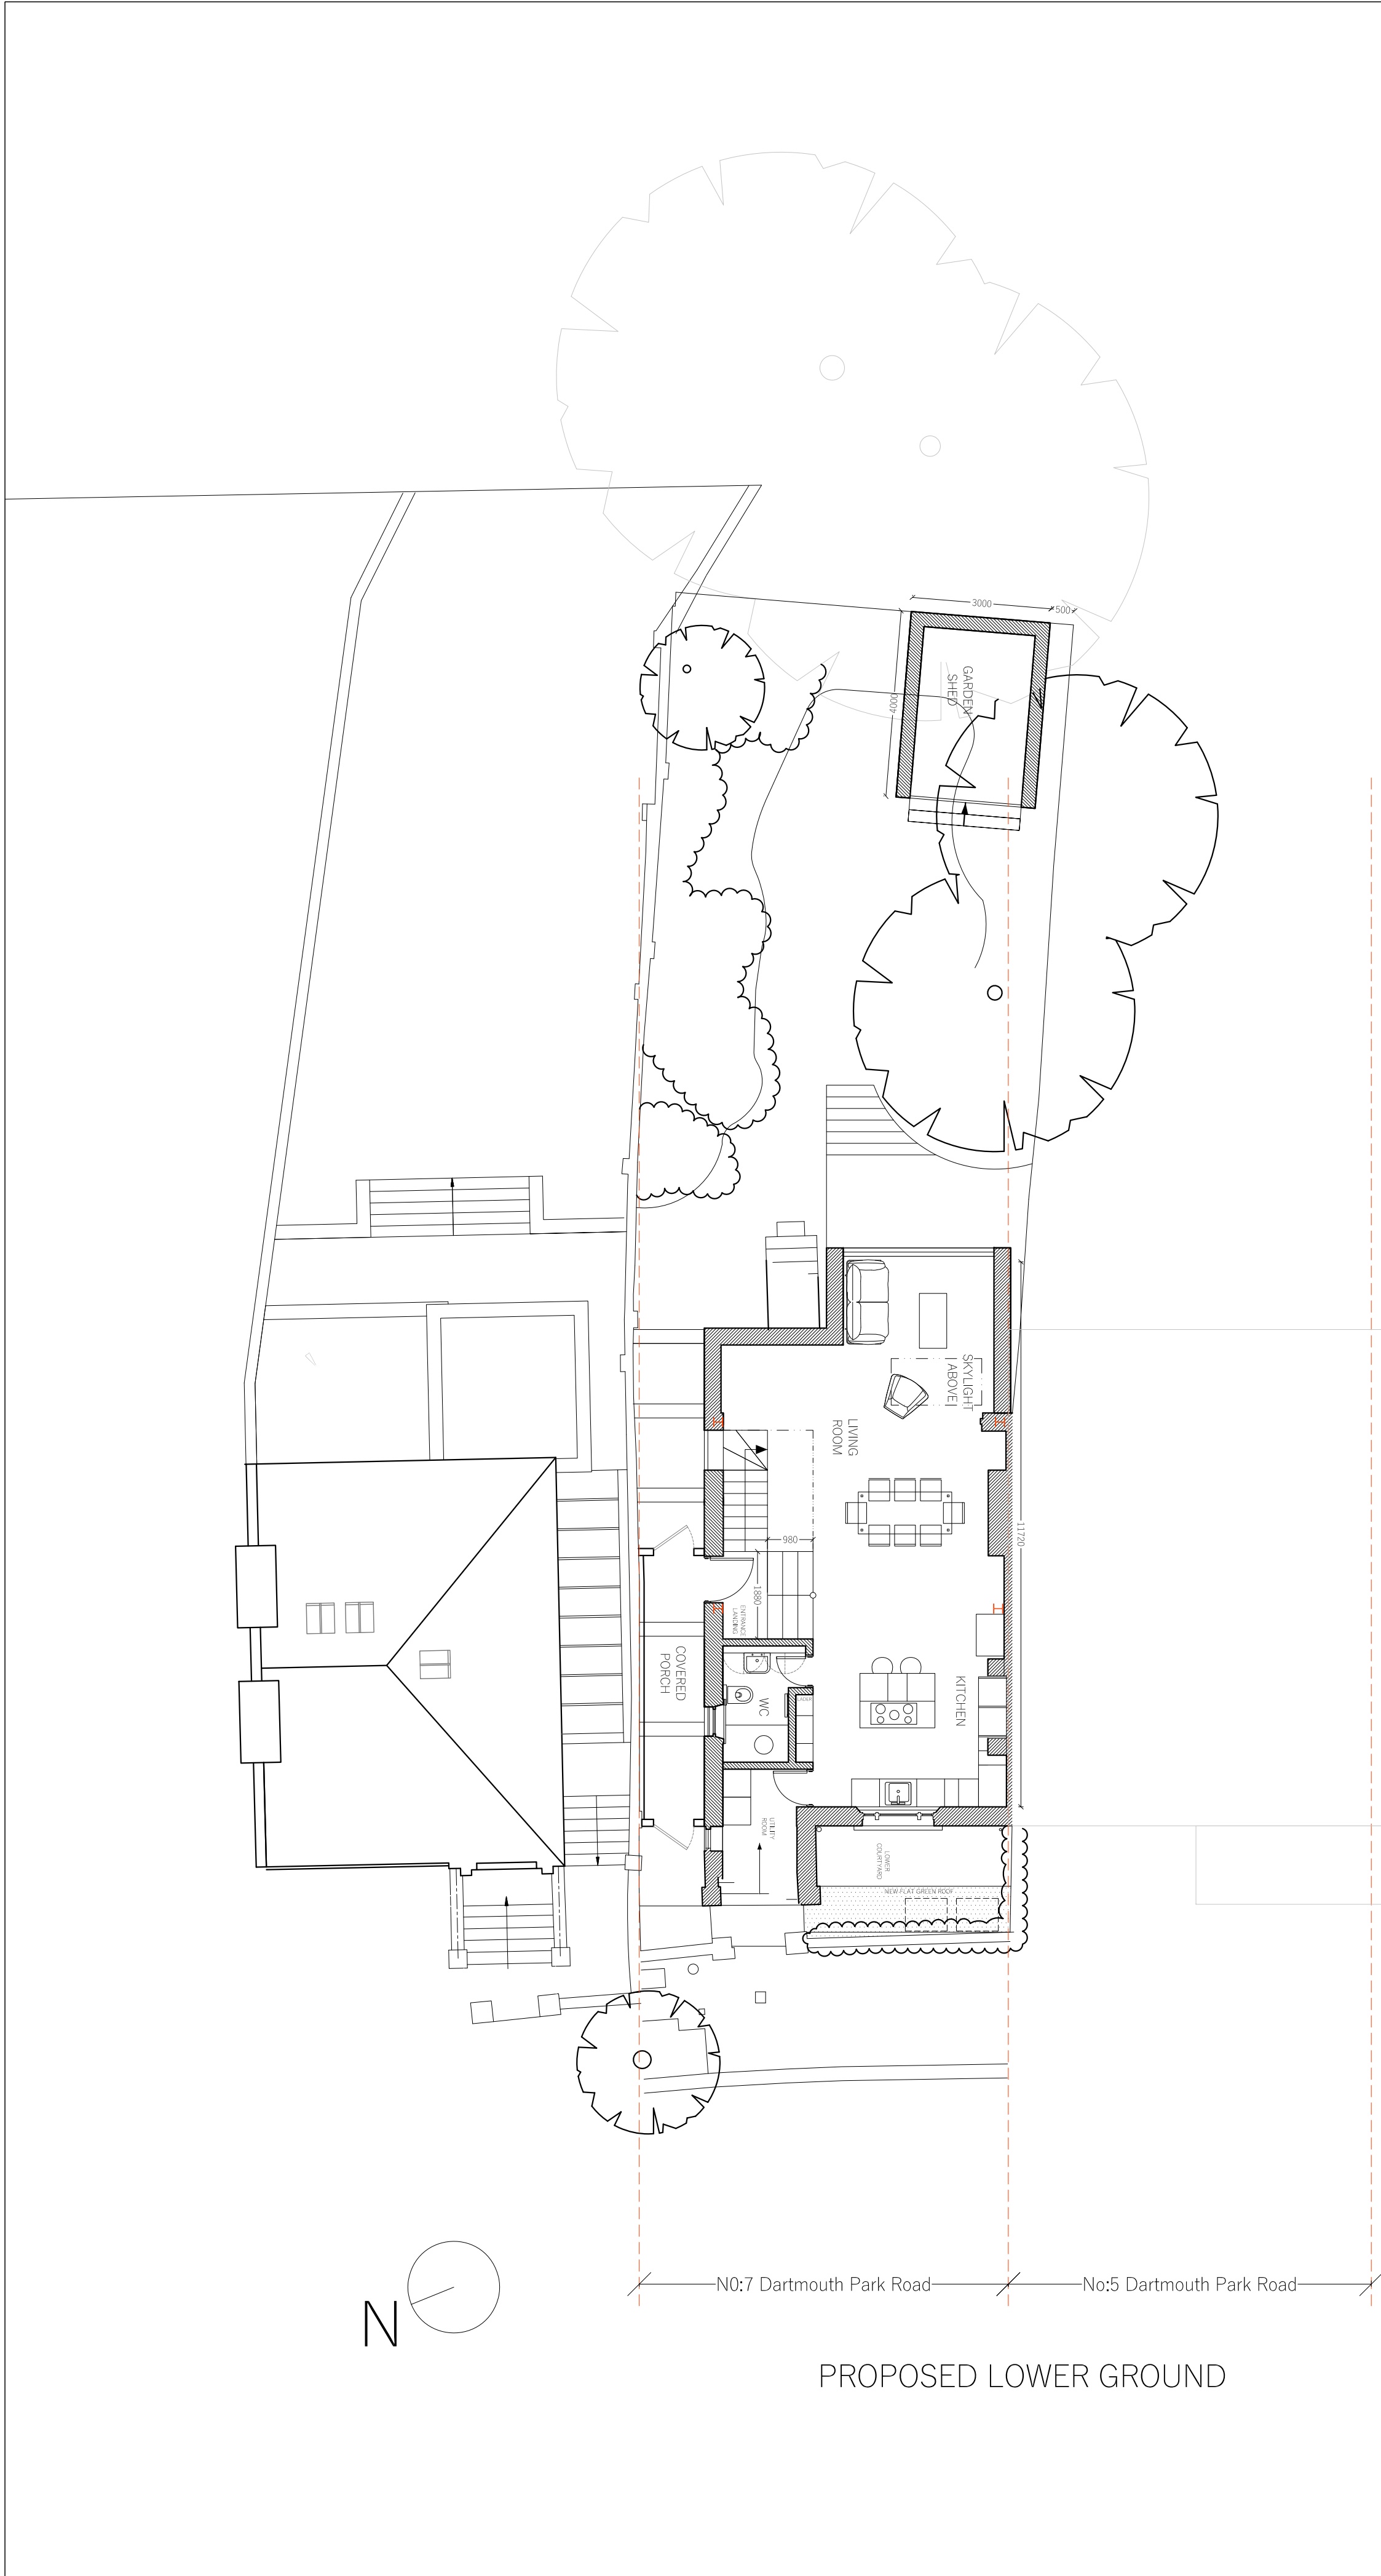 3000
500
GARDEN
SHED
4000
SKYLIGHT
ABOVE
LIVING
ROOM
11720
980
1880
ENTRANCE
LANDING
COVERED
PORCH
KITCHEN
WC
LADER
UTILITY
ROOM
LOWER
COURTYARD
NEW FLAT GREEN ROOF
N0:7 Dartmouth Park Road
No:5 Dartmouth Park Road
N
PROPOSED LOWER GROUND